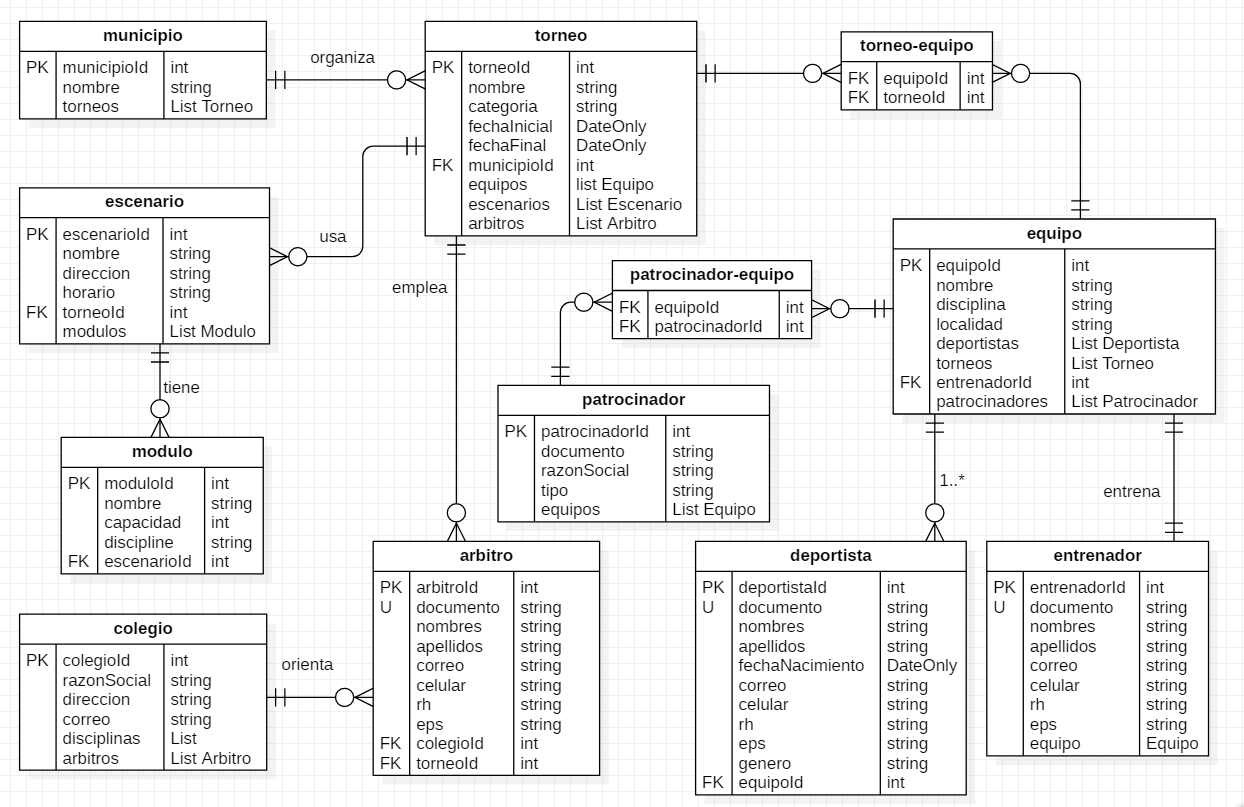 municipio
PK municipioId int
nombre string
torneos List Torneo
organiza
torneo
PK torneoId int
nombre string
categoria string
fechaInicial DateOnly
fechaFinal DateOnly
FK municipioId int
equipos list Equipo
escenarios List Escenario
arbitros List Arbitro
torneo-equipo
FK equipoId int
FK torneoId int
escenario
PK escenarioId int
nombre string
direccion string
horario string
FK torneoId int
modulos List Modulo
usa
emplea
equipo
PK equipoId int
nombre string
disciplina string
localidad string
deportistas List Deportista
torneos List Torneo
FK entrenadorId int
patrocinadores List Patrocinador
patrocinador-equipo
FK equipoId int
FK patrocinadorId int
tiene
patrocinador
PK patrocinadorId int
documento string
razonSocial string
tipo string
equipos List Equipo
modulo
PK moduloId int
nombre string
capacidad int
discipline string
FK escenarioId int
1..*
entrena
arbitro
PK arbitroId int
U documento string
nombres string
apellidos string
correo string
celular string
rh string
eps string
FK colegioId int
FK torneoId int
deportista
PK deportistaId int
U documento string
nombres string
apellidos string
fechaNacimiento DateOnly
correo string
celular string
rh string
eps string
genero string
FK equipoId int
entrenador
PK entrenadorId int
U documento string
nombres string
apellidos string
correo string
celular string
rh string
eps string
equipo Equipo
colegio
PK colegioId int
razonSocial string
direccion string
correo string
disciplinas List
arbitros List Arbitro
orienta